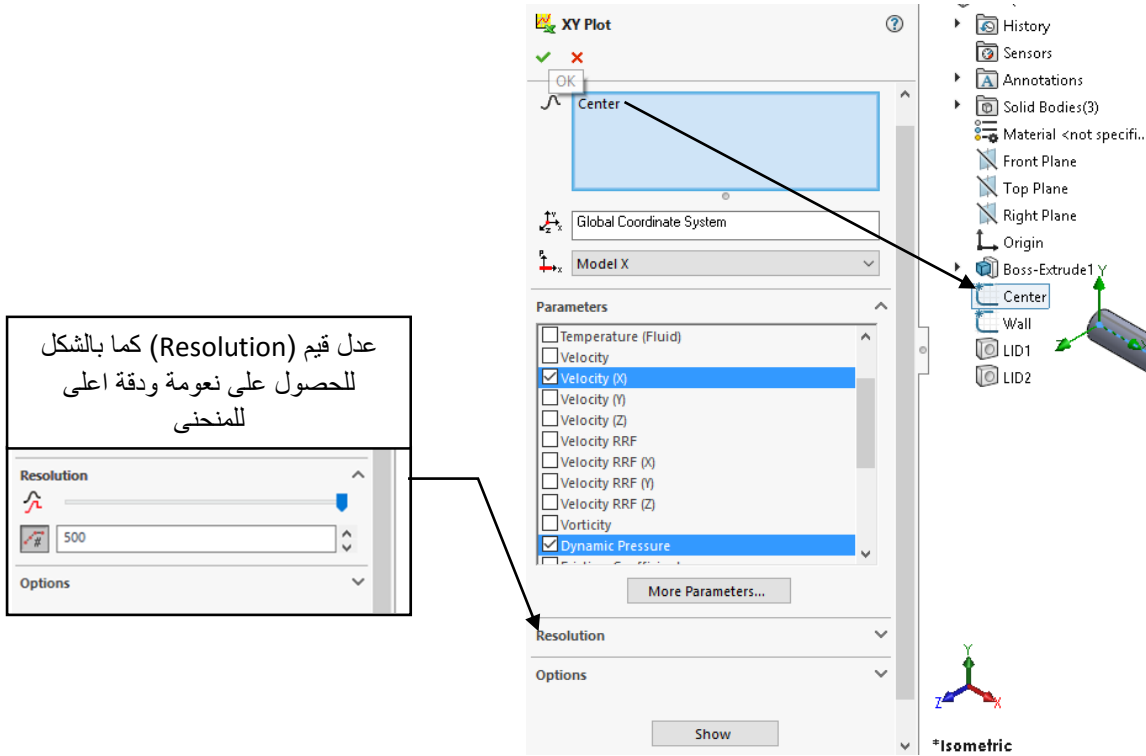 XY Plot
OK
Center
Global Coordinate System
Model X
Parameters
Temperature (Fluid)
Velocity
Velocity (X)
Velocity (Y)
Velocity (Z)
Velocity RRF
Velocity RRF (X)
Velocity RRF (Y)
Velocity RRF (Z)
Vorticity
Dynamic Pressure
More Parameters...
Resolution
Options
Show
History
Sensors
Annotations
Solid Bodies(3)
Material <not specifi...
Front Plane
Top Plane
Right Plane
Origin
Boss-Extrude1
Center
Wall
LID1
LID2
Y
Y
Z
X
*Isometric
عدل قيم (Resolution) كما بالشكل
للحصول على نعومة ودقة اعلى
للمنحنى
Resolution
500
Options